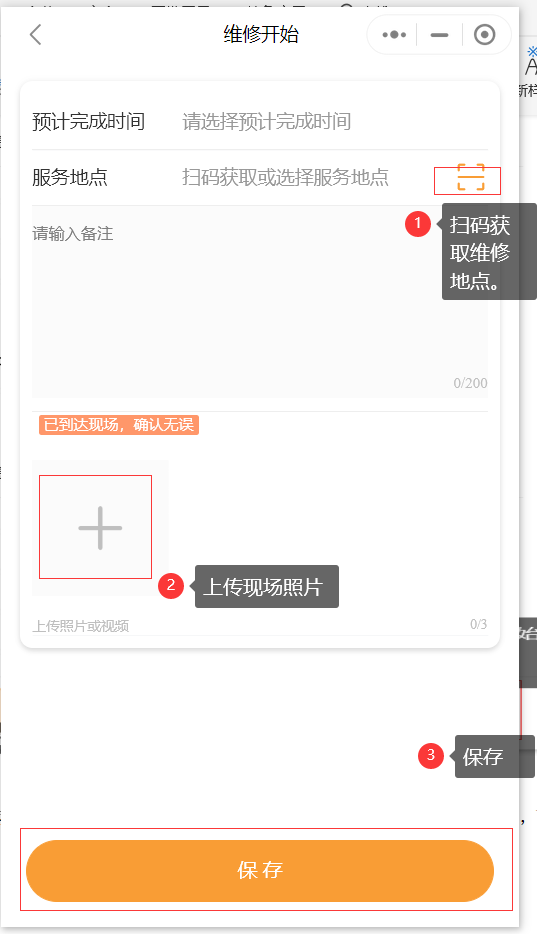 维修开始
预计完成时间 请选择预计完成时间
服务地点 扫码获取或选择服务地点
1
扫码获
取维修
地点。
请输入备注
0/200
已到达现场，确认无误
2
上传现场照片
上传照片或视频 0/3
3
保存
保存